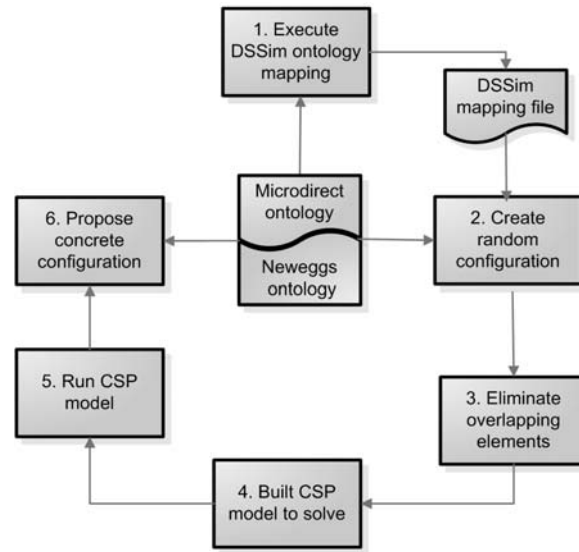 1. Execute
DSSim ontology
mapping
DSSim
mapping file
Microdirect
ontology
Neweggs
ontology
6. Propose
concrete
configuration
2. Create
random
configuration
5. Run CSP
model
3. Eliminate
overlapping
elements
4. Built CSP
model to solve